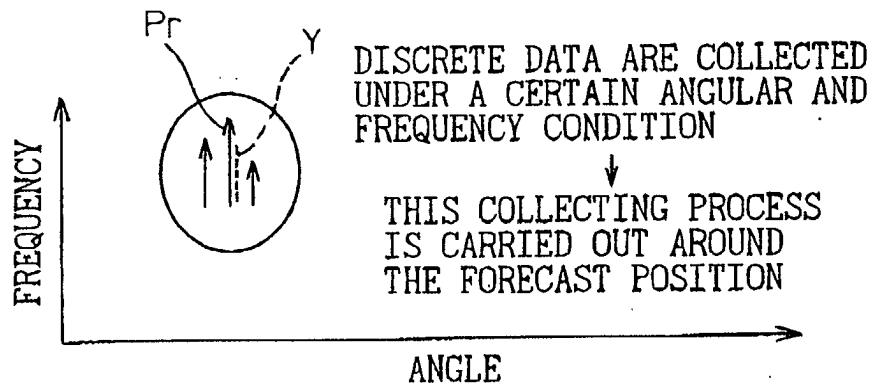 Pr
Y
DISCRETE DATA ARE COLLECTED
UNDER A CERTAIN ANGULAR AND
FREQUENCY CONDITION
THIS COLLECTING PROCESS
IS CARRIED OUT AROUND
THE FORECAST POSITION
FREQUENCY
ANGLE